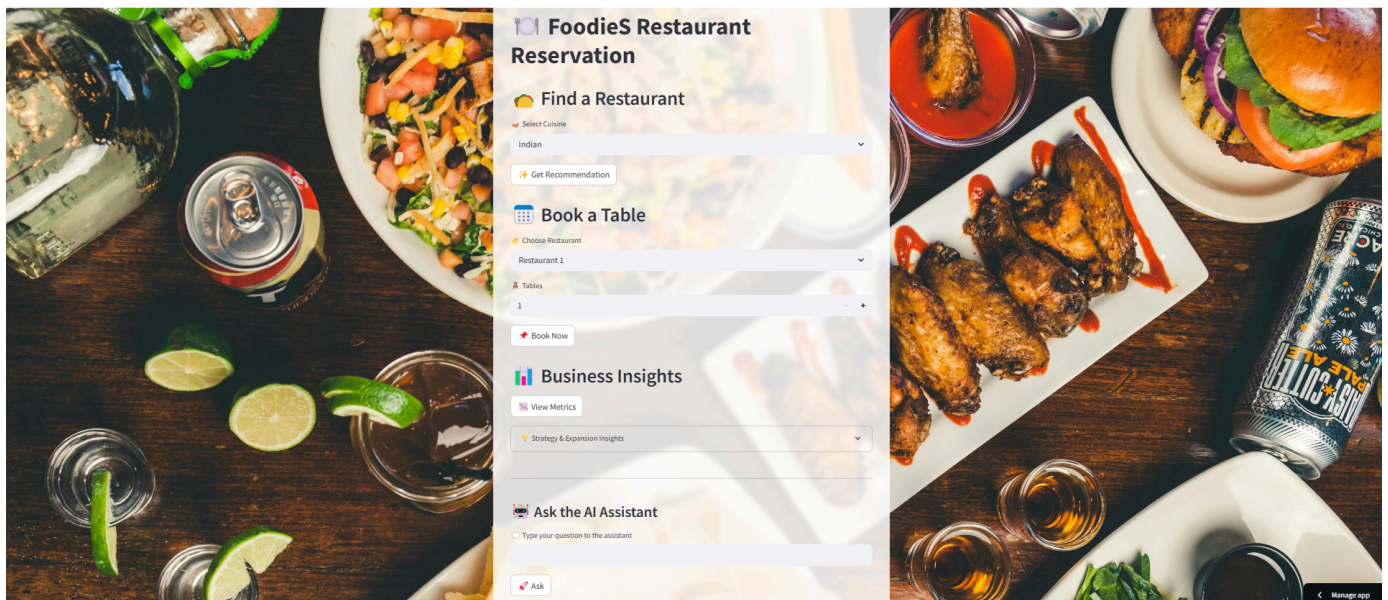 FoodieS Restaurant
Reservation
Find a Restaurant
Select Cuisine
Indian
Get Recommendation
Book a Table
Choose Restaurant
Restaurant 1
Tables
1
− +
Book Now
Business Insights
View Metrics
Strategy & Expansion Insights
Ask the AI Assistant
Type your question to the assistant
Ask
PALE ALE
Manage app